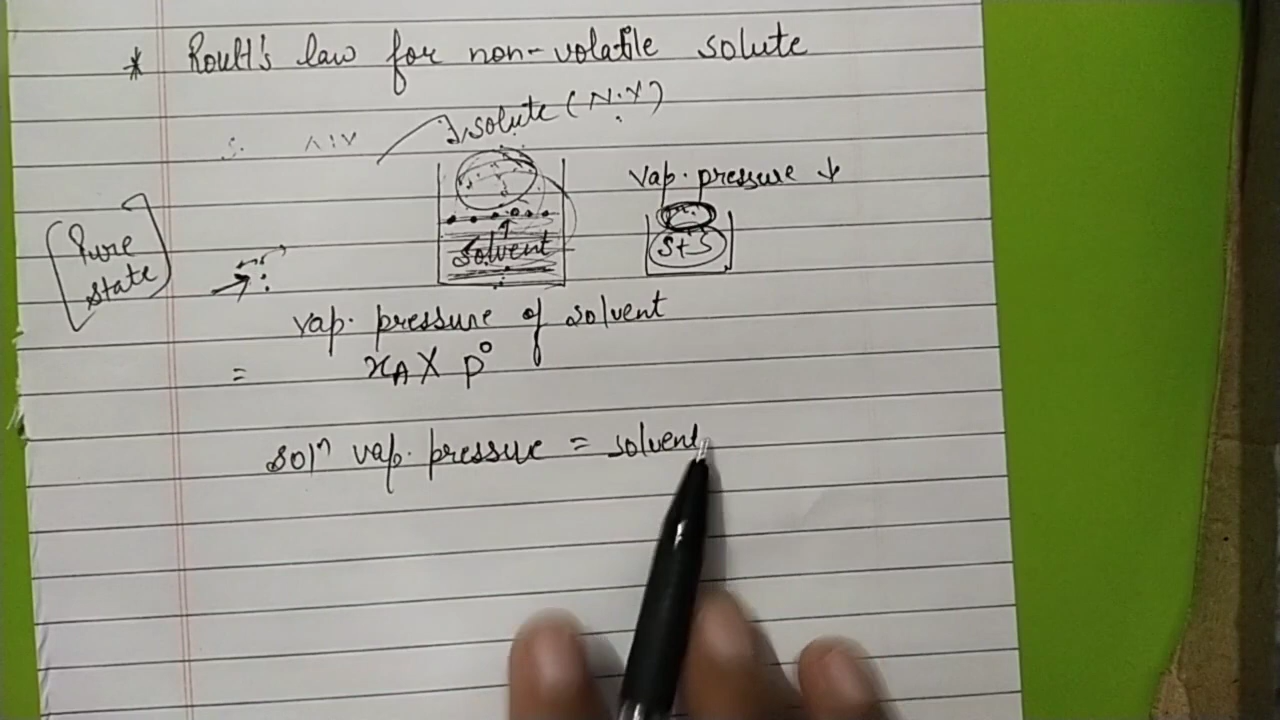 * Roult's law for non-volatile solute
solute (N.V)
vap. pressure ↓
Pure
state
solvent
S+S
vap. pressure of solvent
= xA X p°
solⁿ vap. pressure = solvent